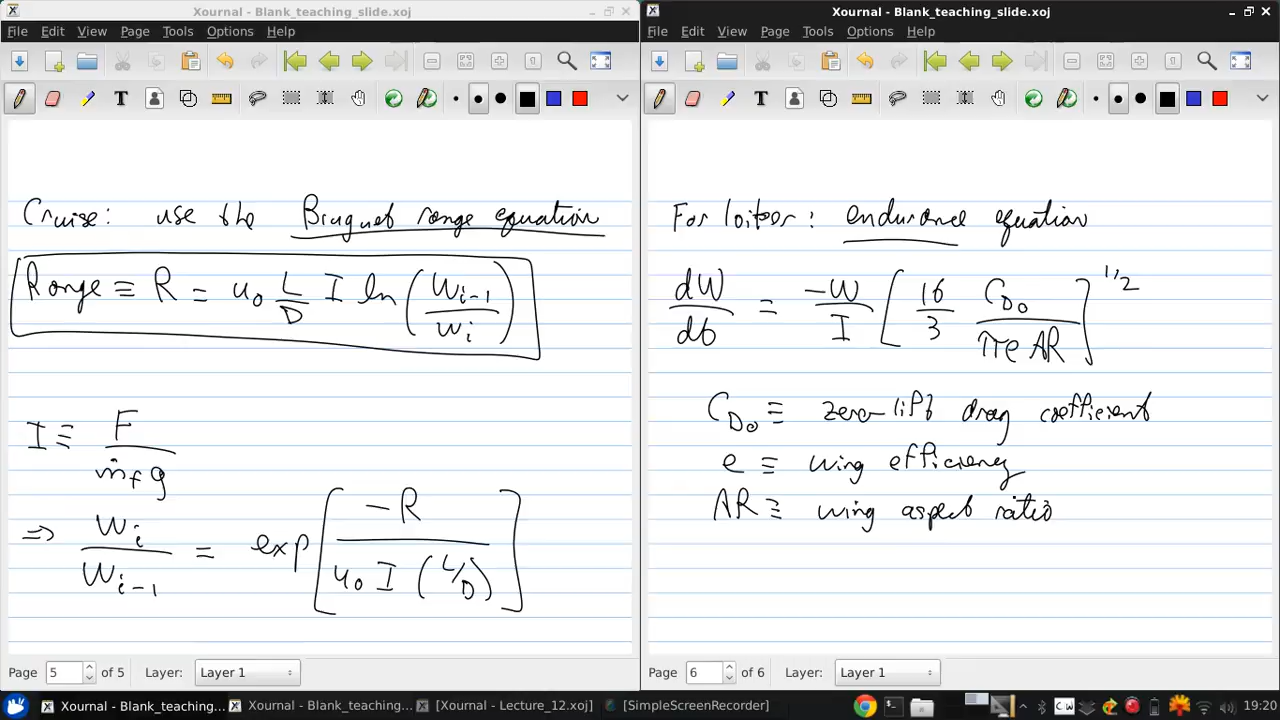 Xournal - Blank_teaching_slide.xoj
File Edit View Page Tools Options Help
Cruise: use the Bruguet range equation
Range ≡ R = u₀ L/D I ln (Wᵢ₋₁/Wᵢ)
I ≡ F/ṁ_f g
⇒ Wᵢ/Wᵢ₋₁ = exp[-R/u₀ I (L/D)]
Page 5 of 5 Layer: Layer 1
Xournal - Blank_teaching_slide.xoj
File Edit View Page Tools Options Help
For loiter: endurance equation
dW/dt = -W/I [16/3 C_D₀/πe AR]^1/2
C_D₀ ≡ zero-lift drag coefficient
e ≡ wing efficiency
AR ≡ wing aspect ratio
Page 6 of 6 Layer: Layer 1
Xournal - Blank_teaching,... Xournal - Blank_teaching_... [Xournal - Lecture_12.xoj] [SimpleScreenRecorder] 19:20